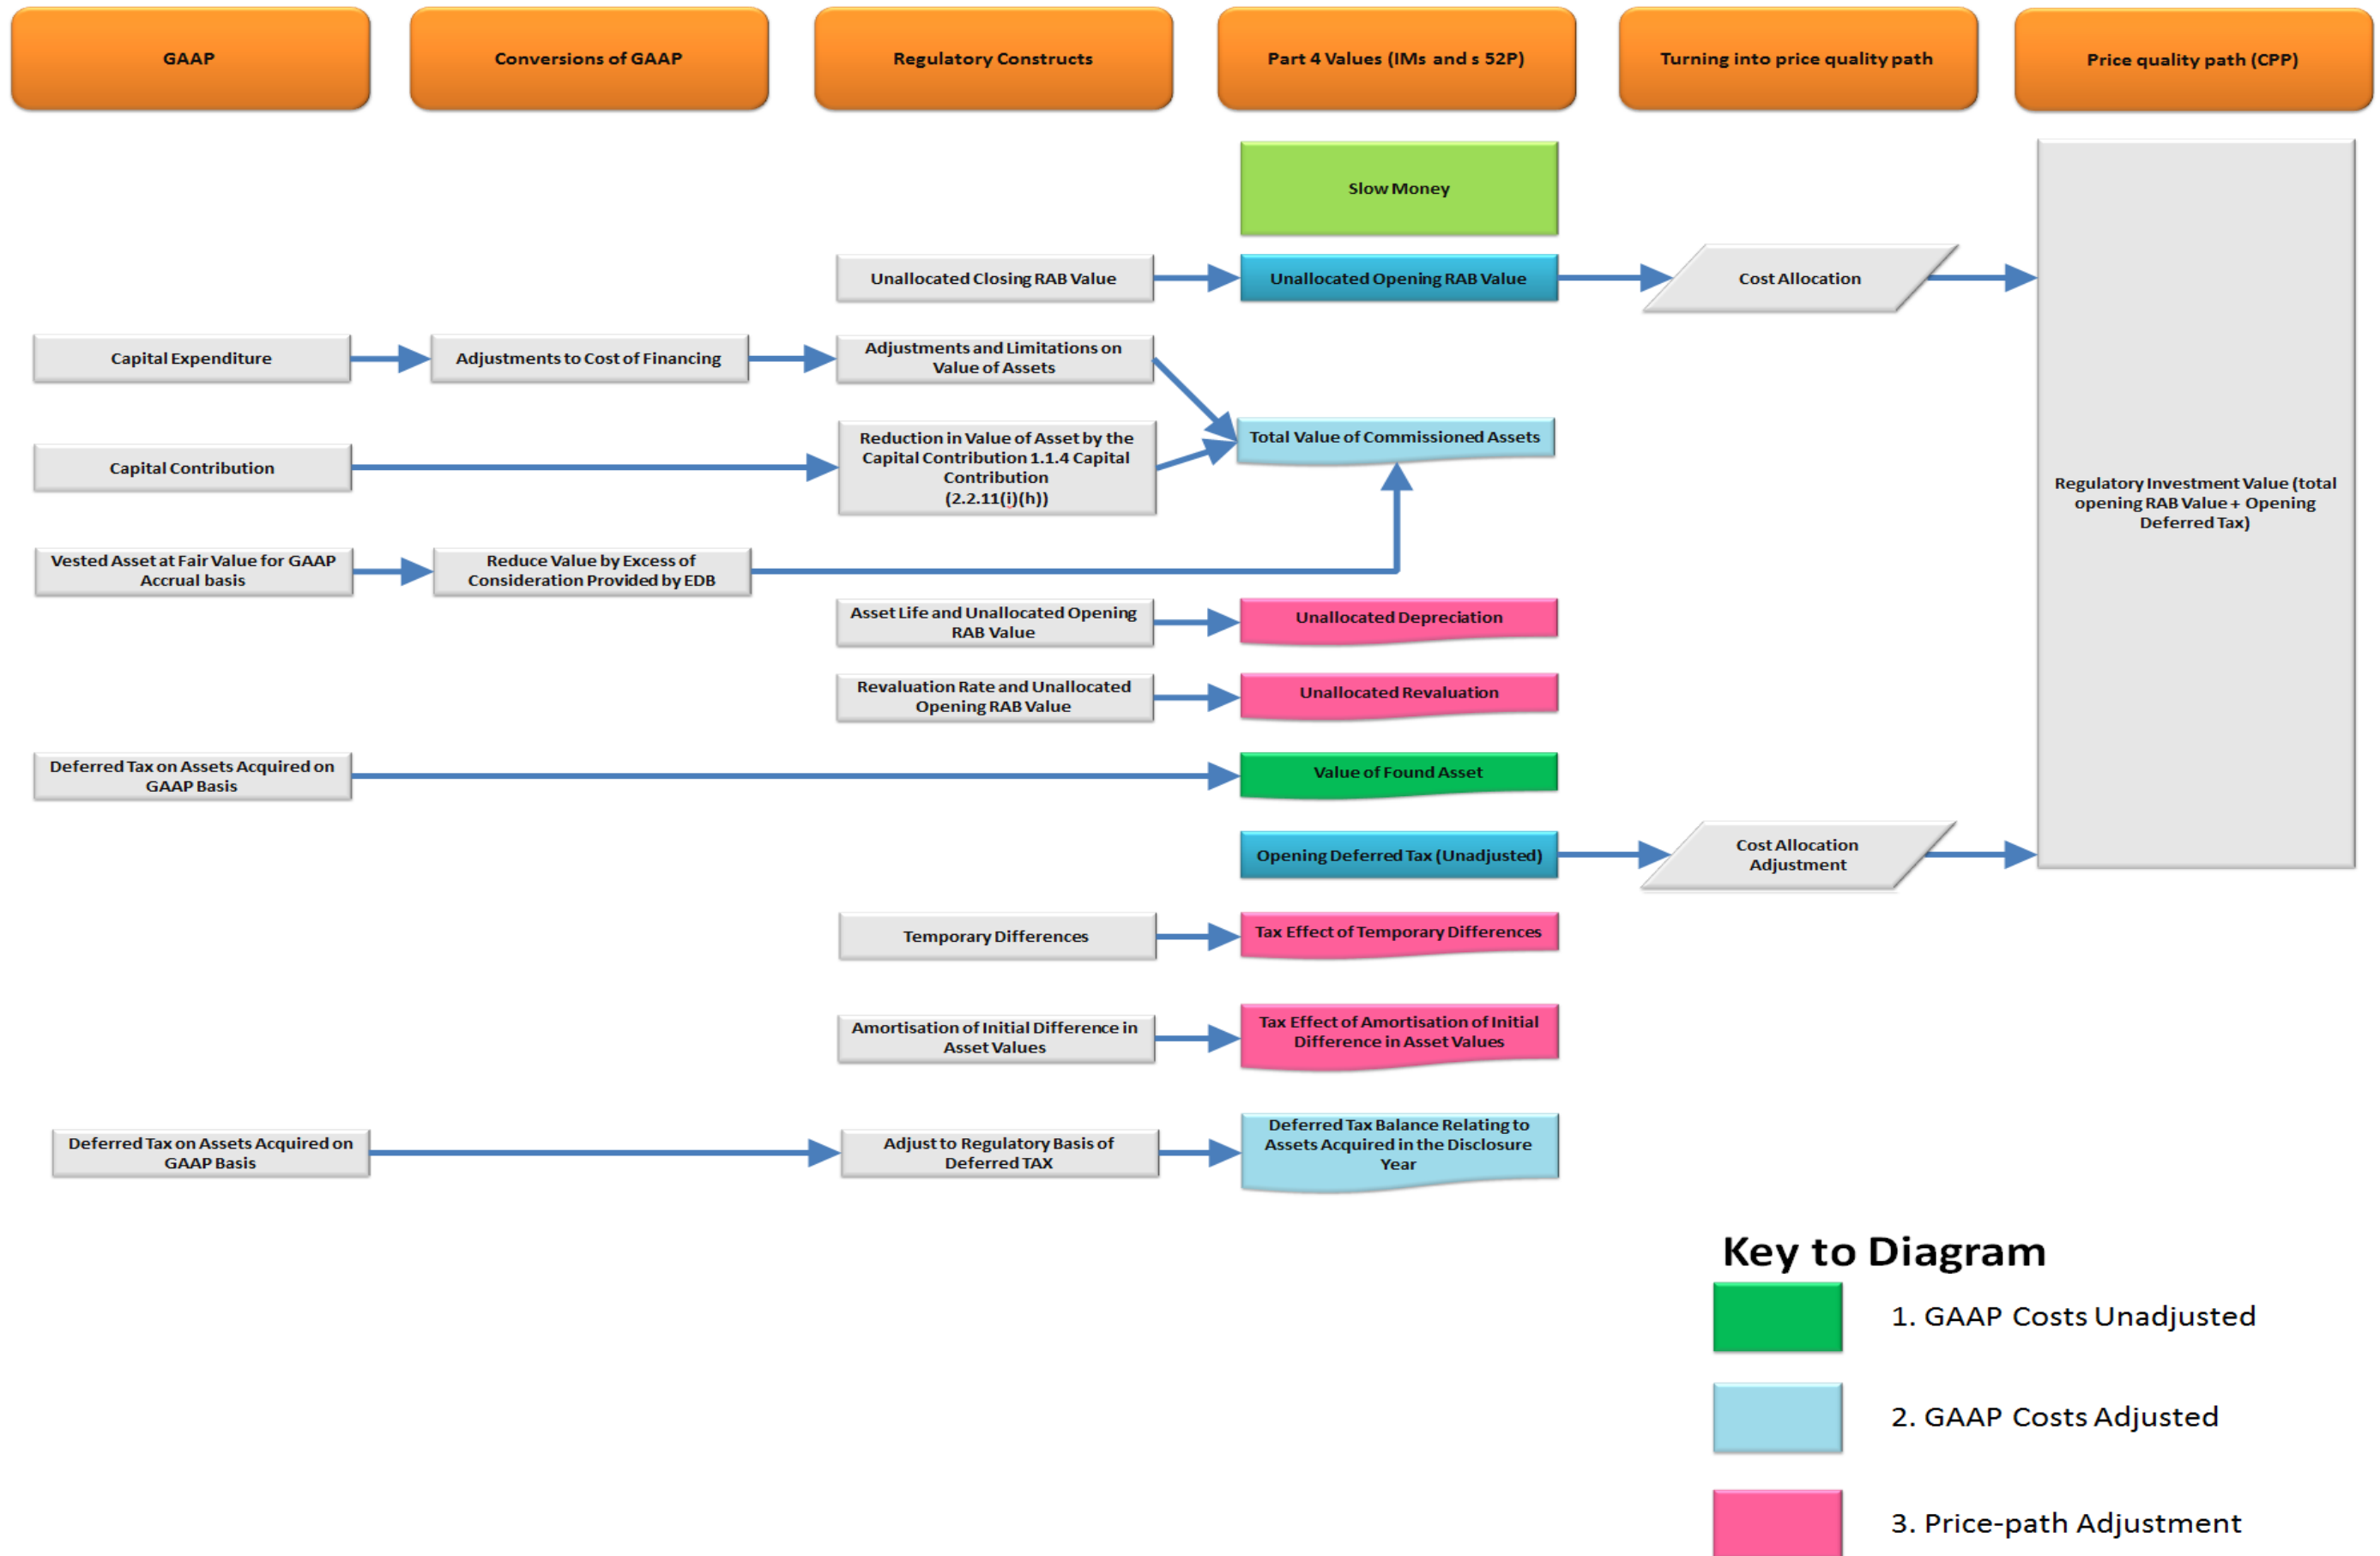 GAAP
Conversions of GAAP
Regulatory Constructs
Part 4 Values (IMs and s 52P)
Turning into price quality path
Price quality path (CPP)
Slow Money
Unallocated Closing RAB Value
Unallocated Opening RAB Value
Cost Allocation
Capital Expenditure
Adjustments to Cost of Financing
Adjustments and Limitations on
Value of Assets
Capital Contribution
Reduction in Value of Asset by the
Capital Contribution 1.1.4 Capital
Contribution
(2.2.11(i)(h))
Total Value of Commissioned Assets
Regulatory Investment Value (total
opening RAB Value + Opening
Deferred Tax)
Vested Asset at Fair Value for GAAP
Accrual basis
Reduce Value by Excess of
Consideration Provided by EDB
Asset Life and Unallocated Opening
RAB Value
Unallocated Depreciation
Revaluation Rate and Unallocated
Opening RAB Value
Unallocated Revaluation
Deferred Tax on Assets Acquired on
GAAP Basis
Value of Found Asset
Opening Deferred Tax (Unadjusted)
Cost Allocation
Adjustment
Temporary Differences
Tax Effect of Temporary Differences
Amortisation of Initial Difference in
Asset Values
Tax Effect of Amortisation of Initial
Difference in Asset Values
Deferred Tax on Assets Acquired on
GAAP Basis
Adjust to Regulatory Basis of
Deferred TAX
Deferred Tax Balance Relating to
Assets Acquired in the Disclosure
Year
Key to Diagram
1. GAAP Costs Unadjusted
2. GAAP Costs Adjusted
3. Price-path Adjustment